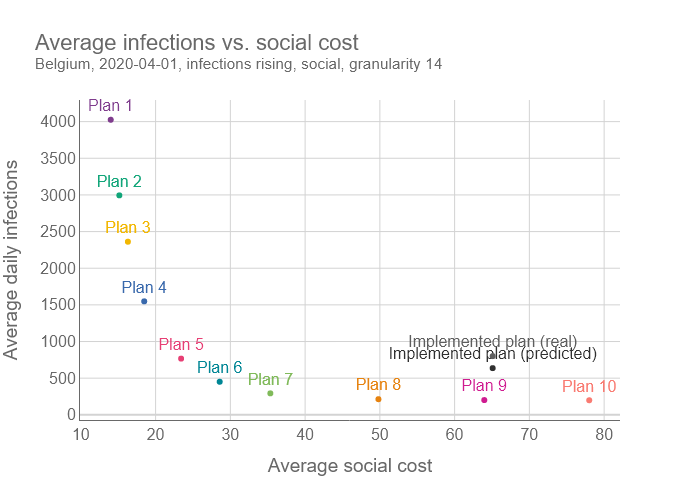 Average infections vs. social cost
Belgium, 2020-04-01, infections rising, social, granularity 14
Average daily infections
4000
3500
3000
2500
2000
1500
1000
500
0
Plan 1
Plan 2
Plan 3
Plan 4
Plan 5
Plan 6
Plan 7
Plan 8
Plan 9
Plan 10
Implemented plan (real)
Implemented plan (predicted)
10 20 30 40 50 60 70 80
Average social cost